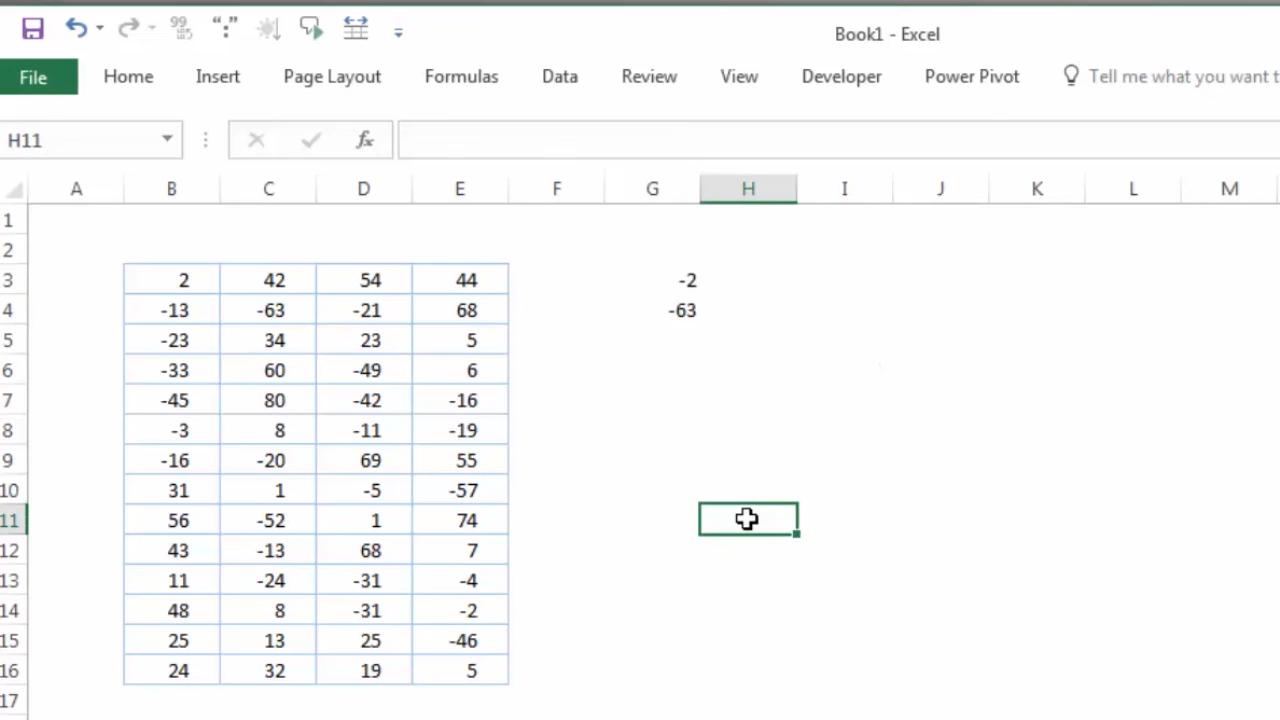 Book1 - Excel
File Home Insert Page Layout Formulas Data Review View Developer Power Pivot Tell me what you want t
H11 fx
A B C D E F G H I J K L M
1
2
3 2 42 54 44 -2
4 -13 -63 -21 68 -63
5 -23 34 23 5
6 -33 60 -49 6
7 -45 80 -42 -16
8 -3 8 -11 -19
9 -16 -20 69 55
10 31 1 -5 -57
11 56 -52 1 74
12 43 -13 68 7
13 11 -24 -31 -4
14 48 8 -31 -2
15 25 13 25 -46
16 24 32 19 5
17